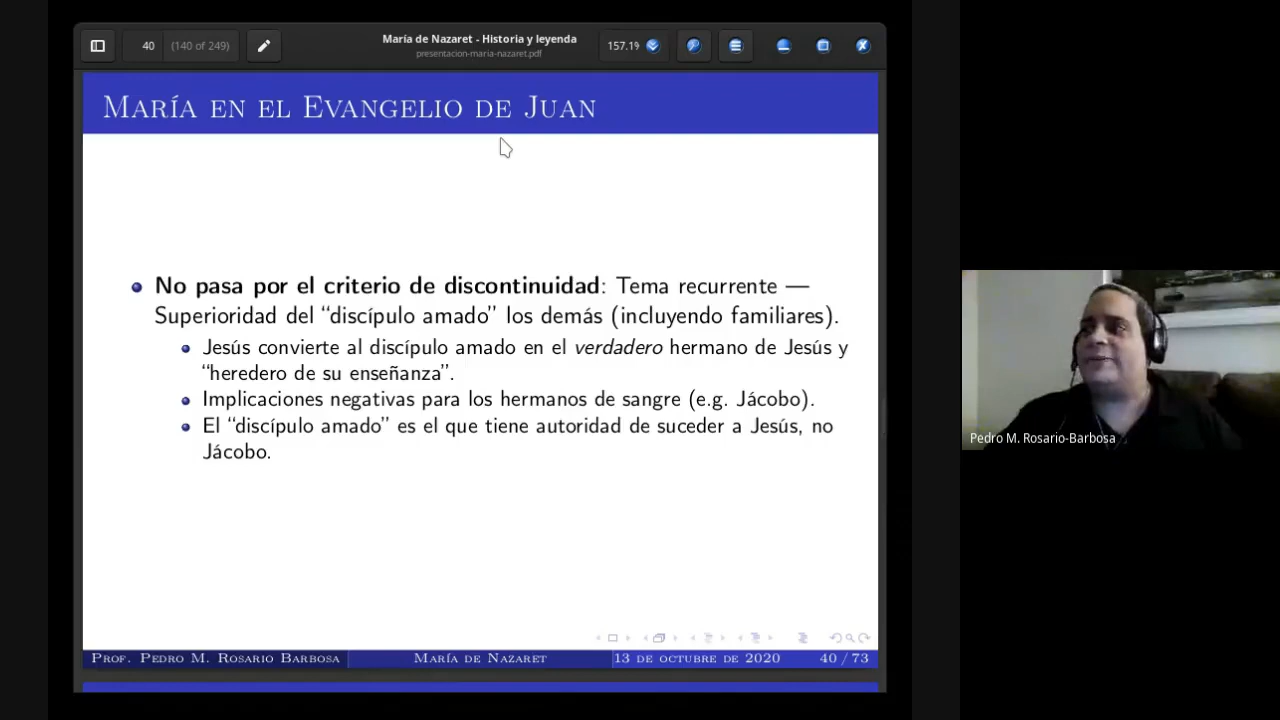 40 (140 of 249)
María de Nazaret - Historia y leyenda
presentacion-maria-nazaret.pdf
157.19
María en el Evangelio de Juan
No pasa por el criterio de discontinuidad: Tema recurrente —
Superioridad del “discípulo amado” los demás (incluyendo familiares).
Jesús convierte al discípulo amado en el verdadero hermano de Jesús y
“heredero de su enseñanza”.
Implicaciones negativas para los hermanos de sangre (e.g. Jácobo).
El “discípulo amado” es el que tiene autoridad de suceder a Jesús, no
Jácobo.
Pedro M. Rosario-Barbosa
Prof. Pedro M. Rosario Barbosa María de Nazaret 13 de octubre de 2020 40 / 73